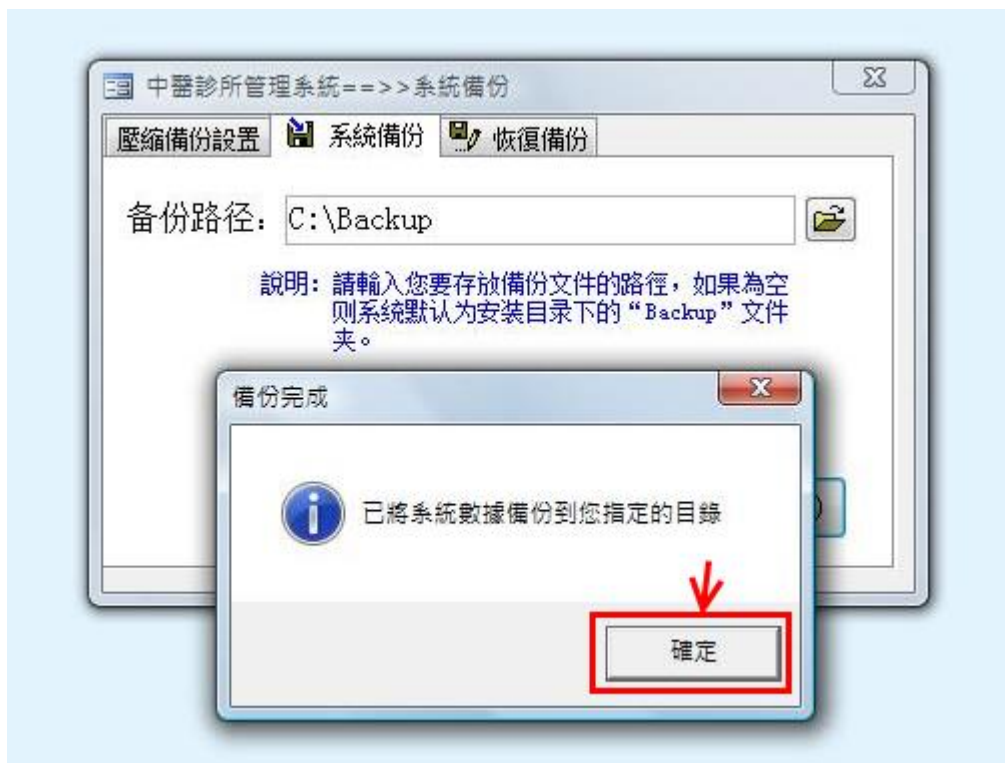 中醫診所管理系統==>>系統備份
壓縮備份設置 系統備份 恢復備份
备份路径: C:\Backup
說明: 請輸入您要存放備份文件的路徑，如果為空
则系统默认为安装目录下的“Backup”文件
夹。
備份完成
已將系統數據備份到您指定的目錄
確定